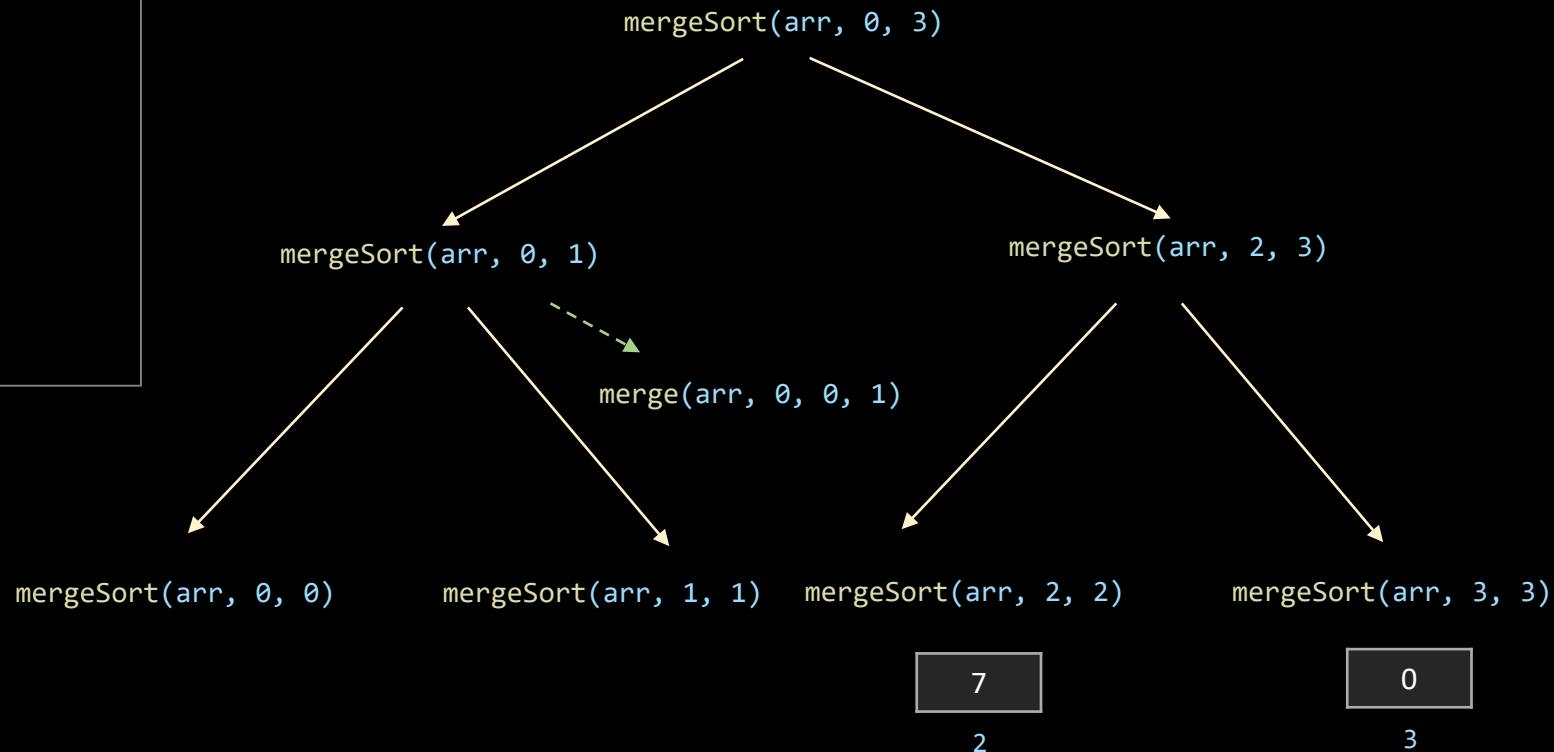 mergeSort(arr, 0, 3)
mergeSort(arr, 0, 1)
mergeSort(arr, 2, 3)
merge(arr, 0, 0, 1)
mergeSort(arr, 0, 0)
mergeSort(arr, 1, 1)
mergeSort(arr, 2, 2)
mergeSort(arr, 3, 3)
7
0
2
3